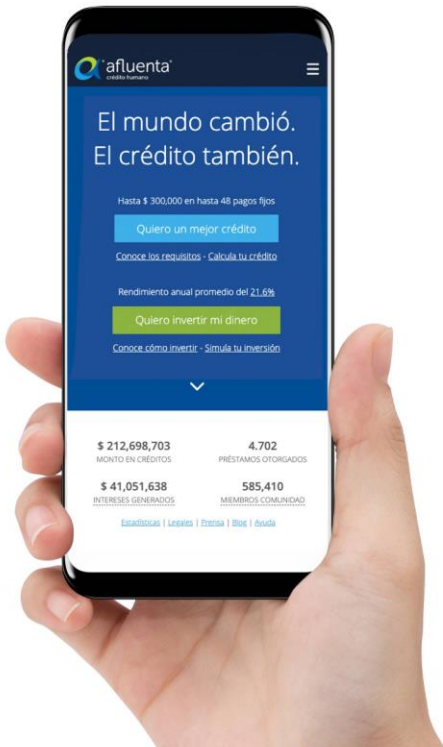 afluenta
crédito humano
El mundo cambió.
El crédito también.
Hasta $ 300,000 en hasta 48 pagos fijos
Quiero un mejor crédito
Conoce los requisitos - Calcula tu crédito
Rendimiento anual promedio del 21.6%
Quiero invertir mi dinero
Conoce cómo invertir - Simula tu inversión
$ 212,698,703
MONTO EN CRÉDITOS
4.702
PRÉSTAMOS OTORGADOS
$ 41,051,638
INTERESES GENERADOS
585,410
MIEMBROS COMUNIDAD
Estadísticas | Legales | Prensa | Blog | Ayuda